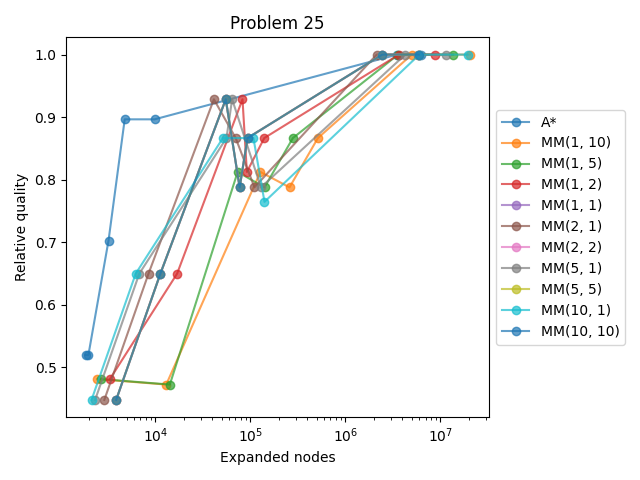 Problem 25
Relative quality
1.0
0.9
0.8
0.7
0.6
0.5
10⁴
10⁵
10⁶
10⁷
Expanded nodes
A*
MM(1, 10)
MM(1, 5)
MM(1, 2)
MM(1, 1)
MM(2, 1)
MM(2, 2)
MM(5, 1)
MM(5, 5)
MM(10, 1)
MM(10, 10)